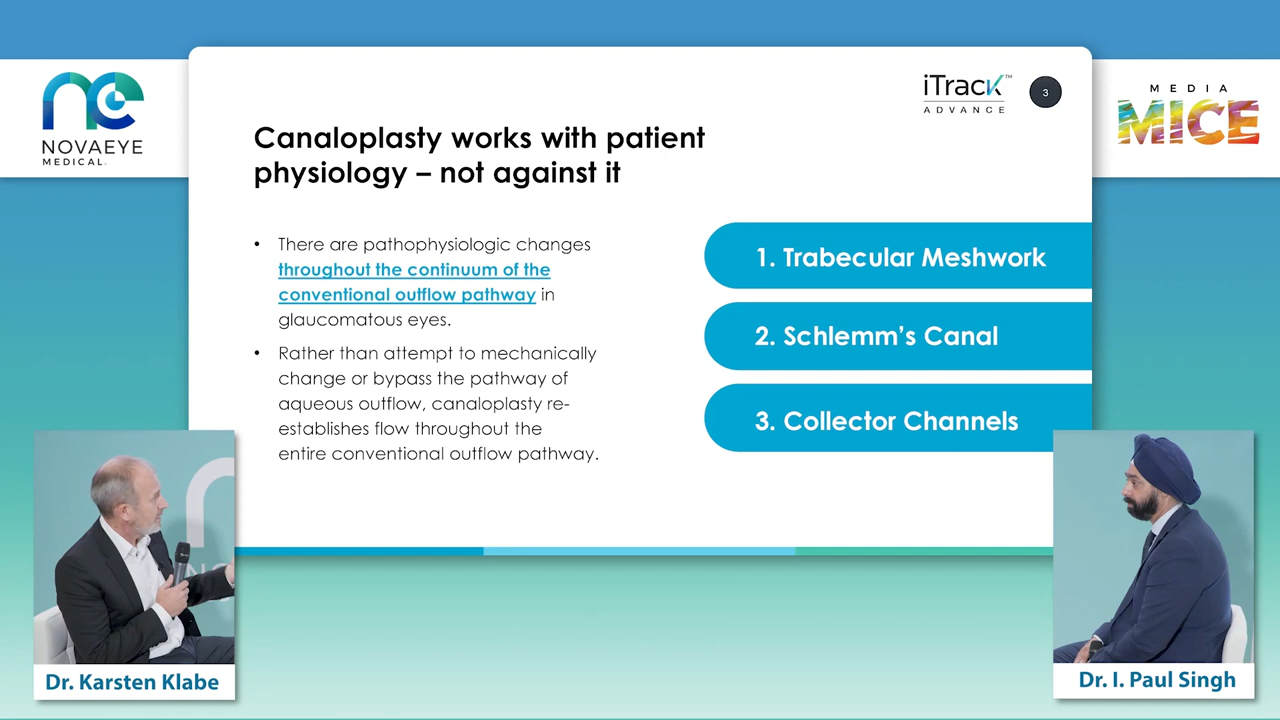 NOVAEYE
MEDICAL.
iTrack™
ADVANCE
3
MEDIA
MICE
Canaloplasty works with patient
physiology – not against it
• There are pathophysiologic changes
throughout the continuum of the
conventional outflow pathway in
glaucomatous eyes.
• Rather than attempt to mechanically
change or bypass the pathway of
aqueous outflow, canaloplasty re-
establishes flow throughout the
entire conventional outflow pathway.
1. Trabecular Meshwork
2. Schlemm’s Canal
3. Collector Channels
Dr. Karsten Klabe
Dr. I. Paul Singh